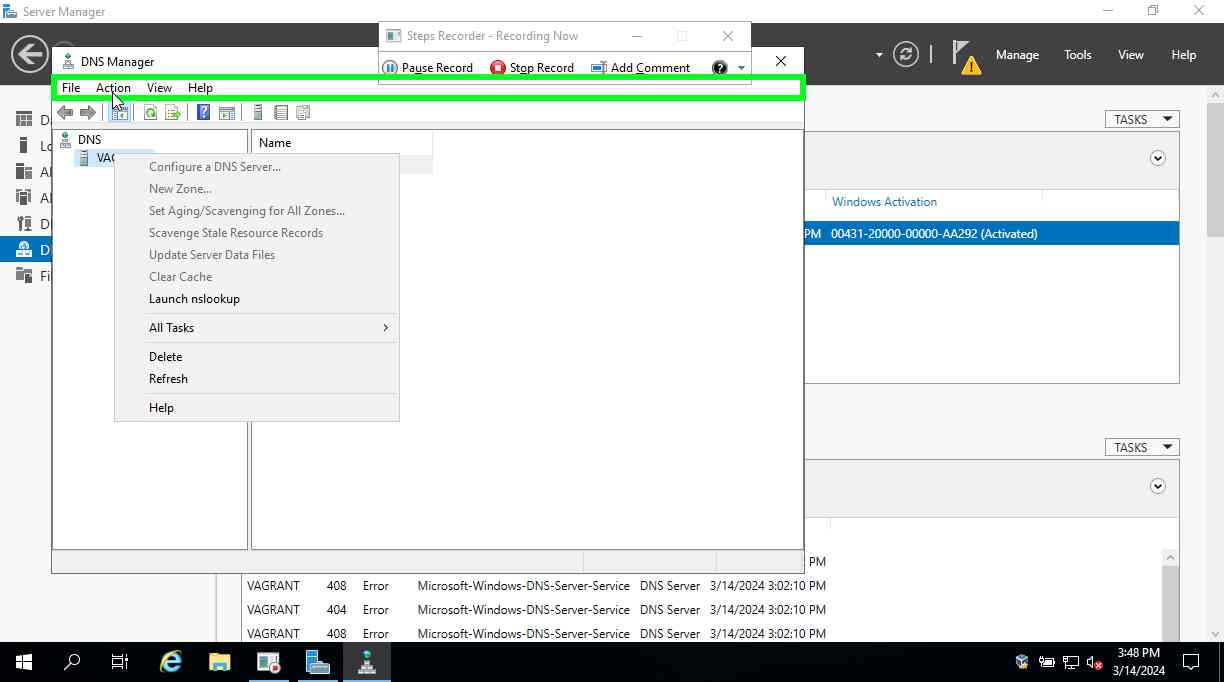 Server Manager
Steps Recorder - Recording Now
Pause Record
Stop Record
Add Comment
Manage
Tools
View
Help
DNS Manager
File
Action
View
Help
DNS
Name
Configure a DNS Server...
New Zone...
Set Aging/Scavenging for All Zones...
Scavenge Stale Resource Records
Update Server Data Files
Clear Cache
Launch nslookup
All Tasks
Delete
Refresh
Help
TASKS
Windows Activation
PM 00431-20000-00000-AA292 (Activated)
TASKS
PM
VAGRANT 408 Error Microsoft-Windows-DNS-Server-Service DNS Server 3/14/2024 3:02:10 PM
VAGRANT 404 Error Microsoft-Windows-DNS-Server-Service DNS Server 3/14/2024 3:02:10 PM
VAGRANT 408 Error Microsoft-Windows-DNS-Server-Service DNS Server 3/14/2024 3:02:10 PM
3:48 PM
3/14/2024